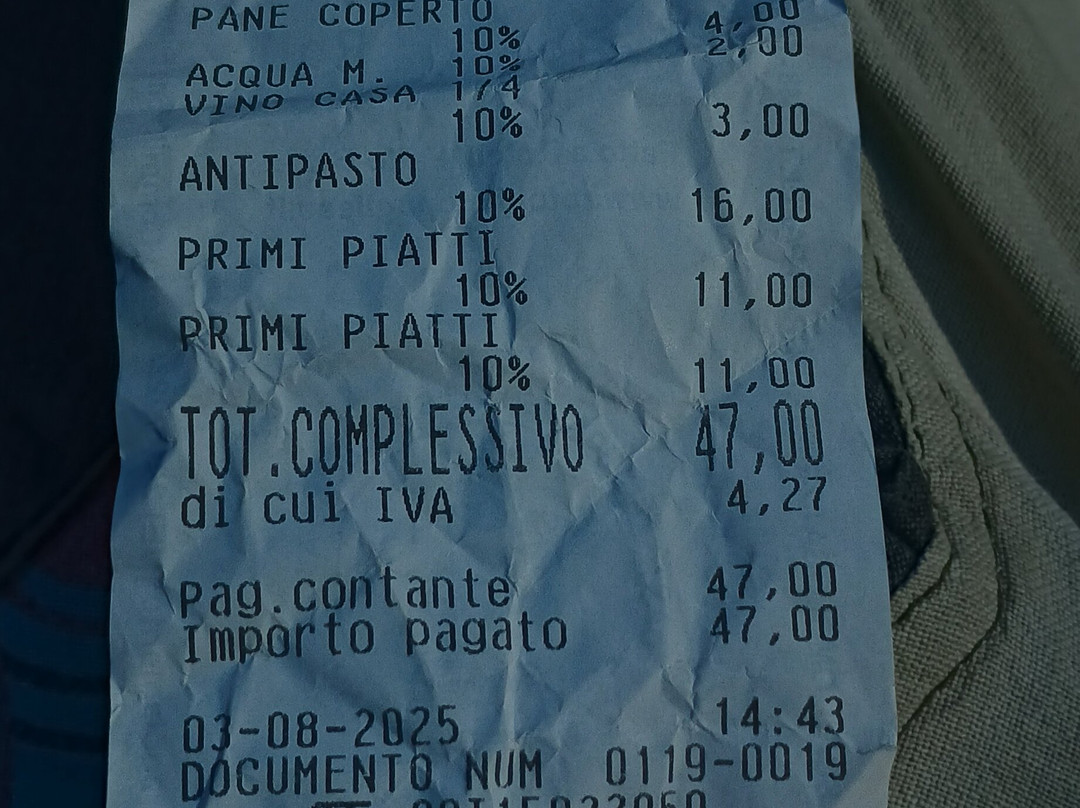 PANE COPERTO
10% 4,00
ACQUA M. 10% 2,00
VINO CASA 1/4
10% 3,00
ANTIPASTO
10% 16,00
PRIMI PIATTI
10% 11,00
PRIMI PIATTI
10% 11,00
TOT.COMPLESSIVO 47,00
di cui IVA 4,27
Pag.contante 47,00
Importo pagato 47,00
03-08-2025 14:43
DOCUMENTO NUM 0119-0019